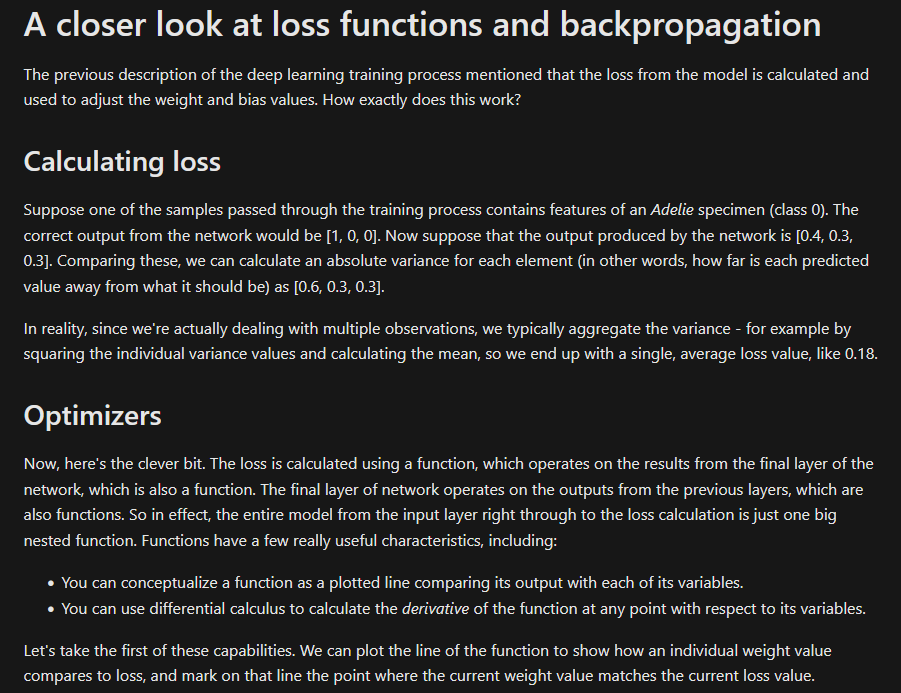 A closer look at loss functions and backpropagation
The previous description of the deep learning training process mentioned that the loss from the model is calculated and
used to adjust the weight and bias values. How exactly does this work?
Calculating loss
Suppose one of the samples passed through the training process contains features of an Adelie specimen (class 0). The
correct output from the network would be [1, 0, 0]. Now suppose that the output produced by the network is [0.4, 0.3,
0.3]. Comparing these, we can calculate an absolute variance for each element (in other words, how far is each predicted
value away from what it should be) as [0.6, 0.3, 0.3].
In reality, since we're actually dealing with multiple observations, we typically aggregate the variance - for example by
squaring the individual variance values and calculating the mean, so we end up with a single, average loss value, like 0.18.
Optimizers
Now, here's the clever bit. The loss is calculated using a function, which operates on the results from the final layer of the
network, which is also a function. The final layer of network operates on the outputs from the previous layers, which are
also functions. So in effect, the entire model from the input layer right through to the loss calculation is just one big
nested function. Functions have a few really useful characteristics, including:
• You can conceptualize a function as a plotted line comparing its output with each of its variables.
• You can use differential calculus to calculate the derivative of the function at any point with respect to its variables.
Let's take the first of these capabilities. We can plot the line of the function to show how an individual weight value
compares to loss, and mark on that line the point where the current weight value matches the current loss value.